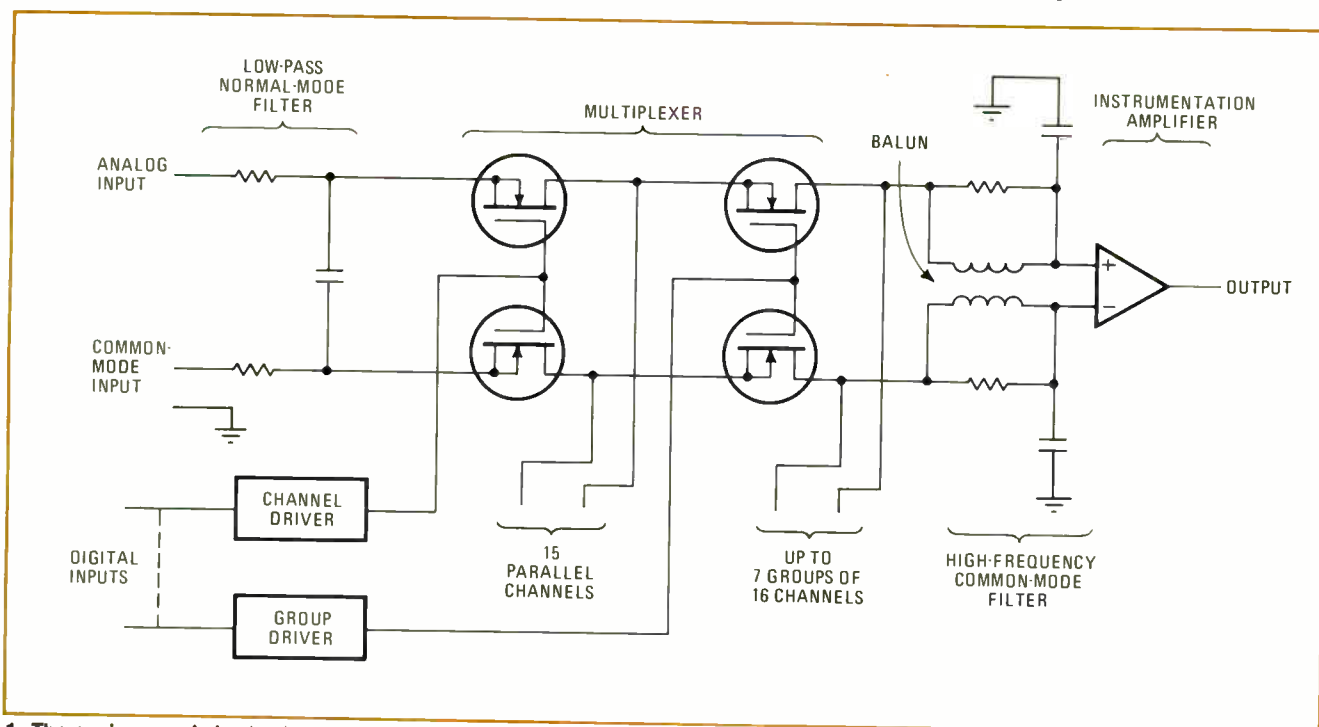 LOW-PASS
NORMAL-MODE
FILTER
MULTIPLEXER
BALUN
INSTRUMENTATION
AMPLIFIER
ANALOG
INPUT
+
−
OUTPUT
COMMON-
MODE
INPUT
CHANNEL
DRIVER
DIGITAL
INPUTS
GROUP
DRIVER
15
PARALLEL
CHANNELS
UP TO
7 GROUPS OF
16 CHANNELS
HIGH-FREQUENCY
COMMON-MODE
FILTER